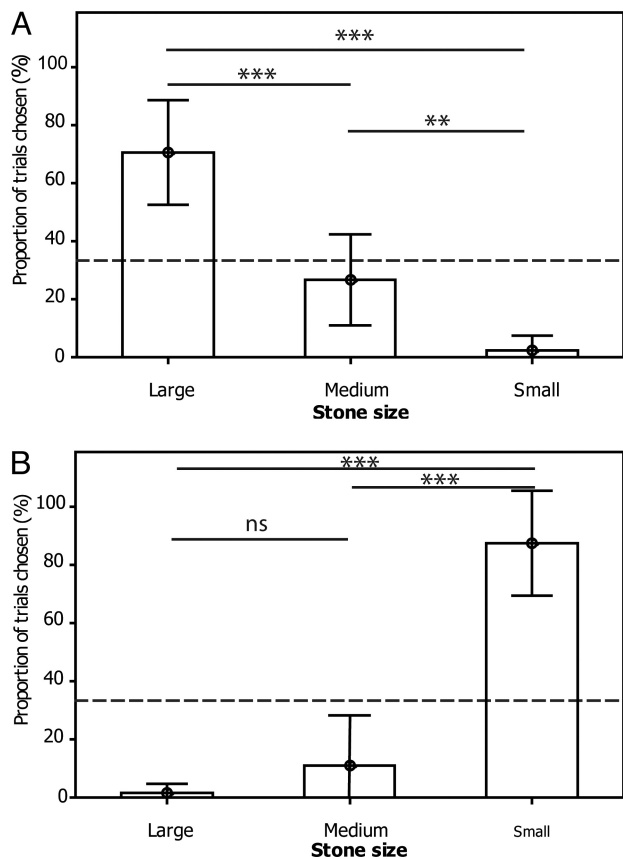 A
Proportion of trials chosen (%)
100
80
60
40
20
0
***
***
**
Large Medium Small
Stone size
B
Proportion of trials chosen (%)
100
80
60
40
20
0
***
***
ns
Large Medium Small
Stone size